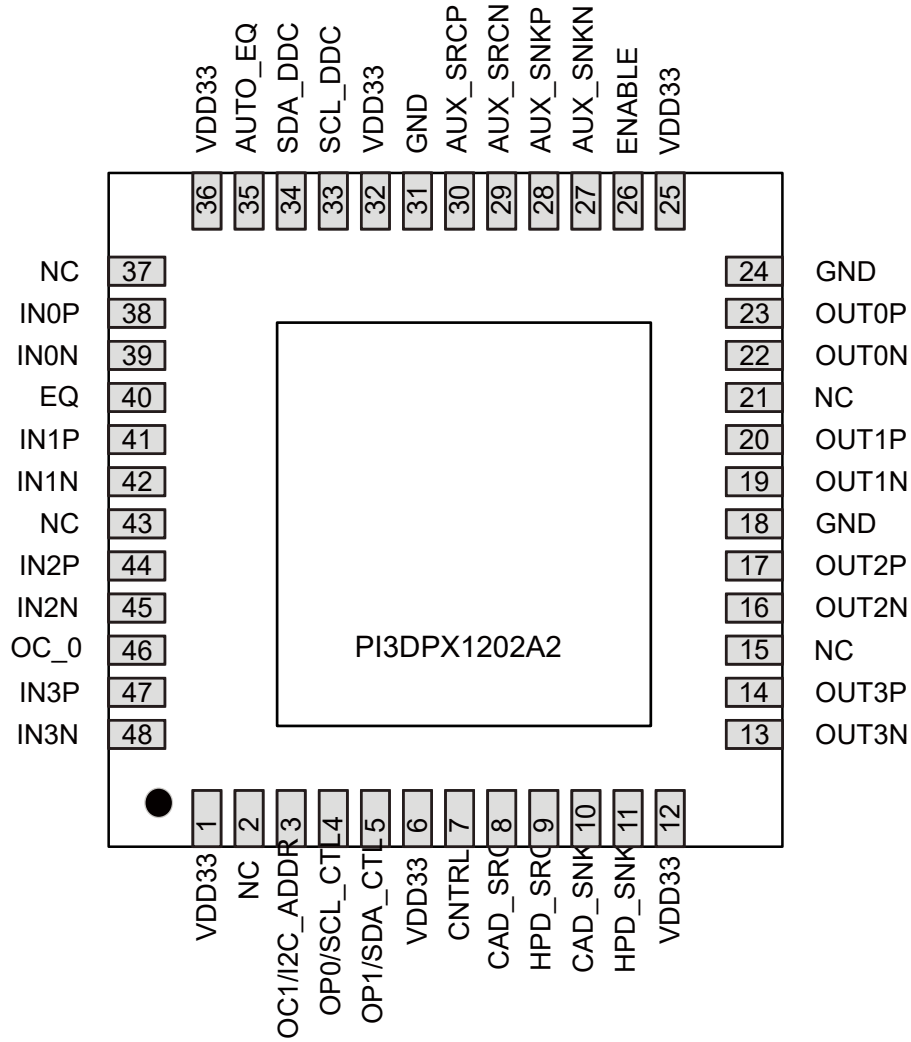 VDD33
AUTO_EQ
SDA_DDC
SCL_DDC
VDD33
GND
AUX_SRCP
AUX_SRCN
AUX_SNKP
AUX_SNKN
ENABLE
VDD33
36
35
34
33
32
31
30
29
28
27
26
25
NC 37
IN0P 38
IN0N 39
EQ 40
IN1P 41
IN1N 42
NC 43
IN2P 44
IN2N 45
OC_0 46
IN3P 47
IN3N 48
24 GND
23 OUT0P
22 OUT0N
21 NC
20 OUT1P
19 OUT1N
18 GND
17 OUT2P
16 OUT2N
15 NC
14 OUT3P
13 OUT3N
PI3DPX1202A2
1
2
3
4
5
6
7
8
9
10
11
12
VDD33
NC
OC1/I2C_ADDR
OP0/SCL_CTL
OP1/SDA_CTL
VDD33
CNTRL
CAD_SRC
HPD_SRC
CAD_SNK
HPD_SNK
VDD33